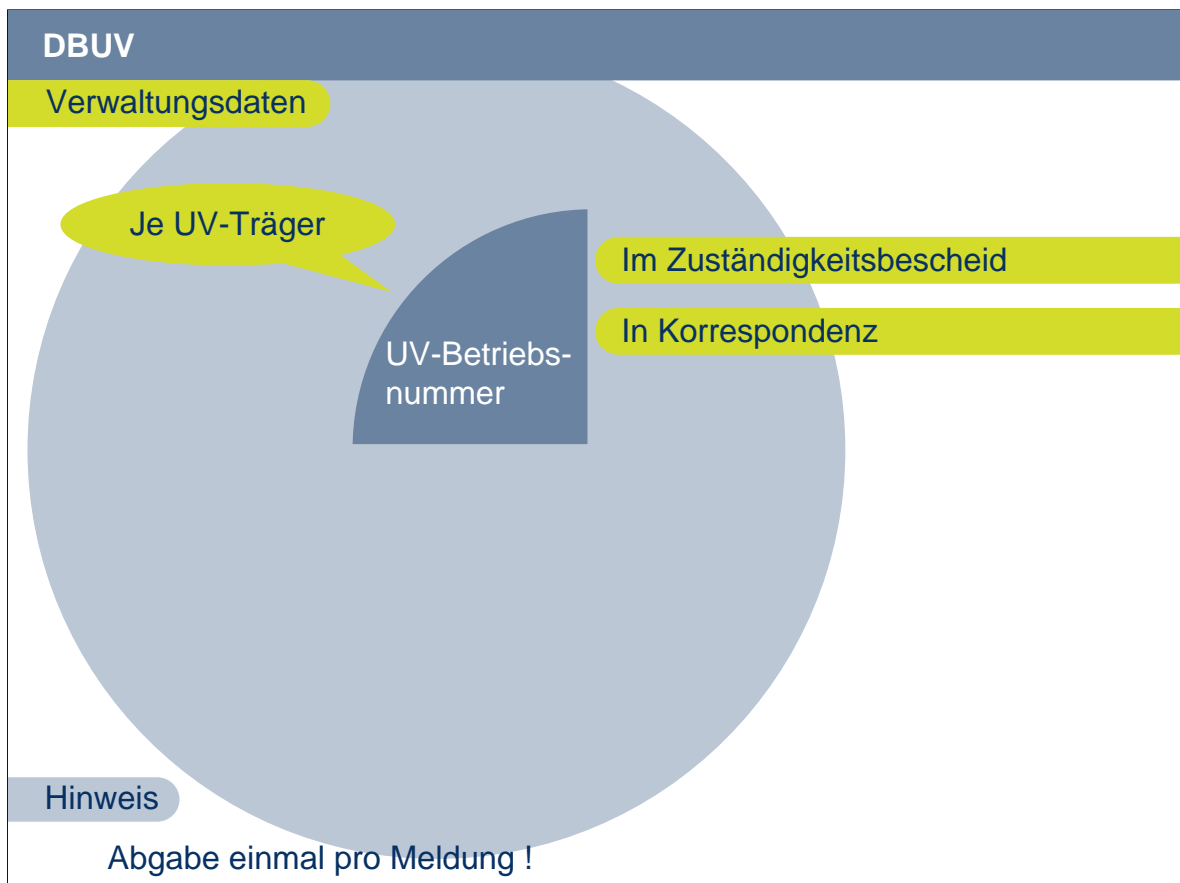 DBUV
Verwaltungsdaten
Je UV-Träger
Im Zuständigkeitsbescheid
In Korrespondenz
UV-Betriebs-
nummer
Hinweis
Abgabe einmal pro Meldung !